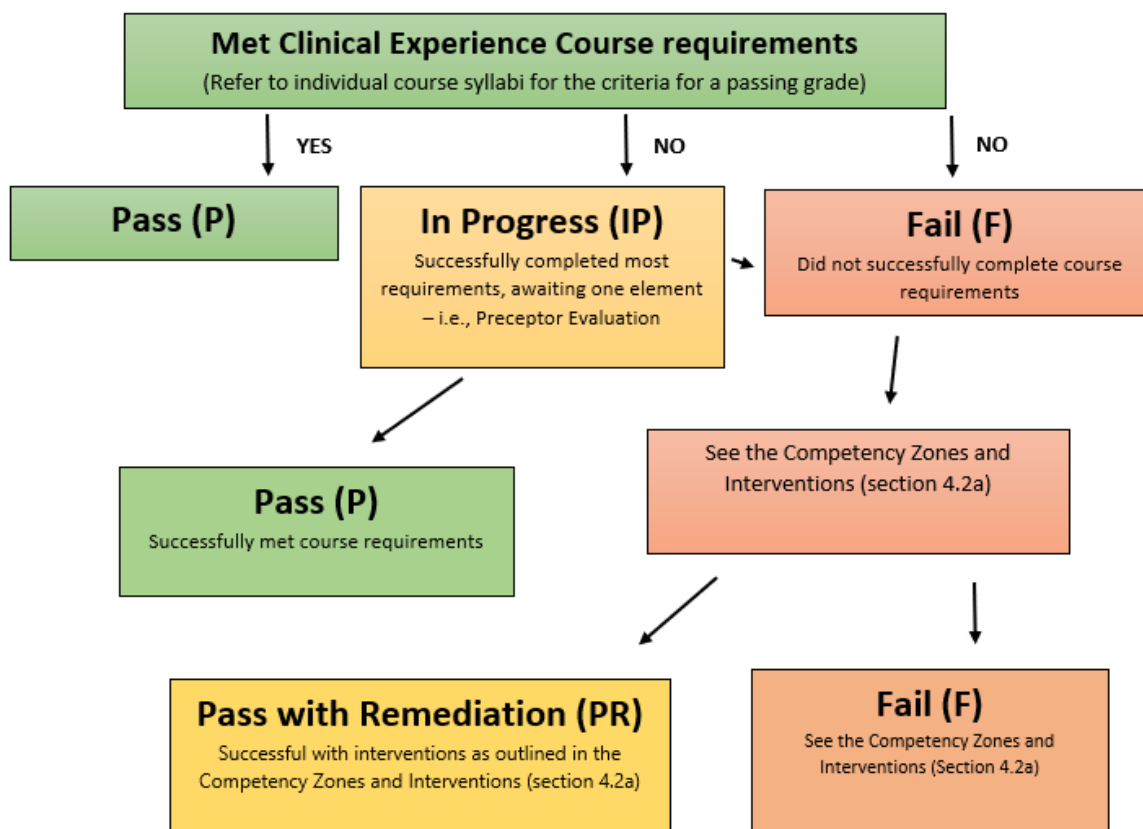 Met Clinical Experience Course requirements
(Refer to individual course syllabi for the criteria for a passing grade)
YES
NO
NO
Pass (P)
In Progress (IP)
Successfully completed most
requirements, awaiting one element
– i.e., Preceptor Evaluation
Fail (F)
Did not successfully complete course
requirements
See the Competency Zones and
Interventions (section 4.2a)
Pass (P)
Successfully met course requirements
Pass with Remediation (PR)
Successful with interventions as outlined in the
Competency Zones and Interventions (section 4.2a)
Fail (F)
See the Competency Zones and
Interventions (Section 4.2a)